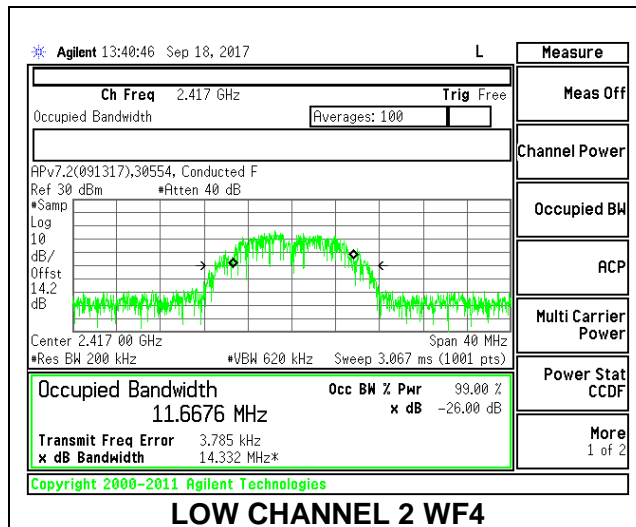 Agilent 13:40:46 Sep 18, 2017 L
Measure
Ch Freq 2.417 GHz Trig Free
Occupied Bandwidth Averages: 100
APv7.2(091317),30554, Conducted F
Ref 30 dBm #Atten 40 dB
#Samp
Log
10
dB/
Offst
14.2
dB
Center 2.417 00 GHz Span 40 MHz
#Res BW 200 kHz #VBW 620 kHz Sweep 3.067 ms (1001 pts)
Occupied Bandwidth Occ BW % Pwr 99.00 %
11.6676 MHz x dB -26.00 dB
Transmit Freq Error 3.785 kHz
x dB Bandwidth 14.332 MHz*
Copyright 2000-2011 Agilent Technologies
Meas Off
Channel Power
Occupied BW
ACP
Multi Carrier
Power
Power Stat
CCDF
More
1 of 2
LOW CHANNEL 2 WF4